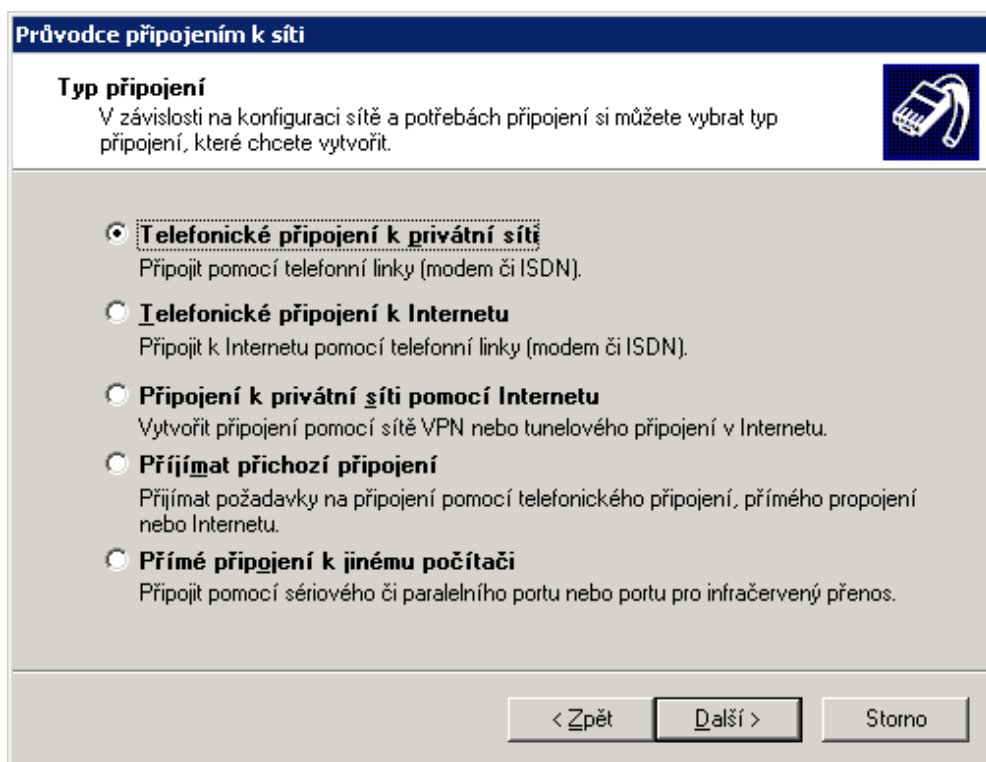 Průvodce připojením k síti
Typ připojení
V závislosti na konfiguraci sítě a potřebách připojení si můžete vybrat typ
připojení, které chcete vytvořit.
Telefonické připojení k privátní síti
Připojit pomocí telefonní linky (modem či ISDN).
Telefonické připojení k Internetu
Připojit k Internetu pomocí telefonní linky (modem či ISDN).
Připojení k privátní síti pomocí Internetu
Vytvořit připojení pomocí sítě VPN nebo tunelového připojení v Internetu.
Příjímat přichozí připojení
Přijímat požadavky na připojení pomocí telefonického připojení, přímého propojení
nebo Internetu.
Přímé připojení k jinému počítači
Připojit pomocí sériového či paralelního portu nebo portu pro infračervený přenos.
< Zpět Další > Storno